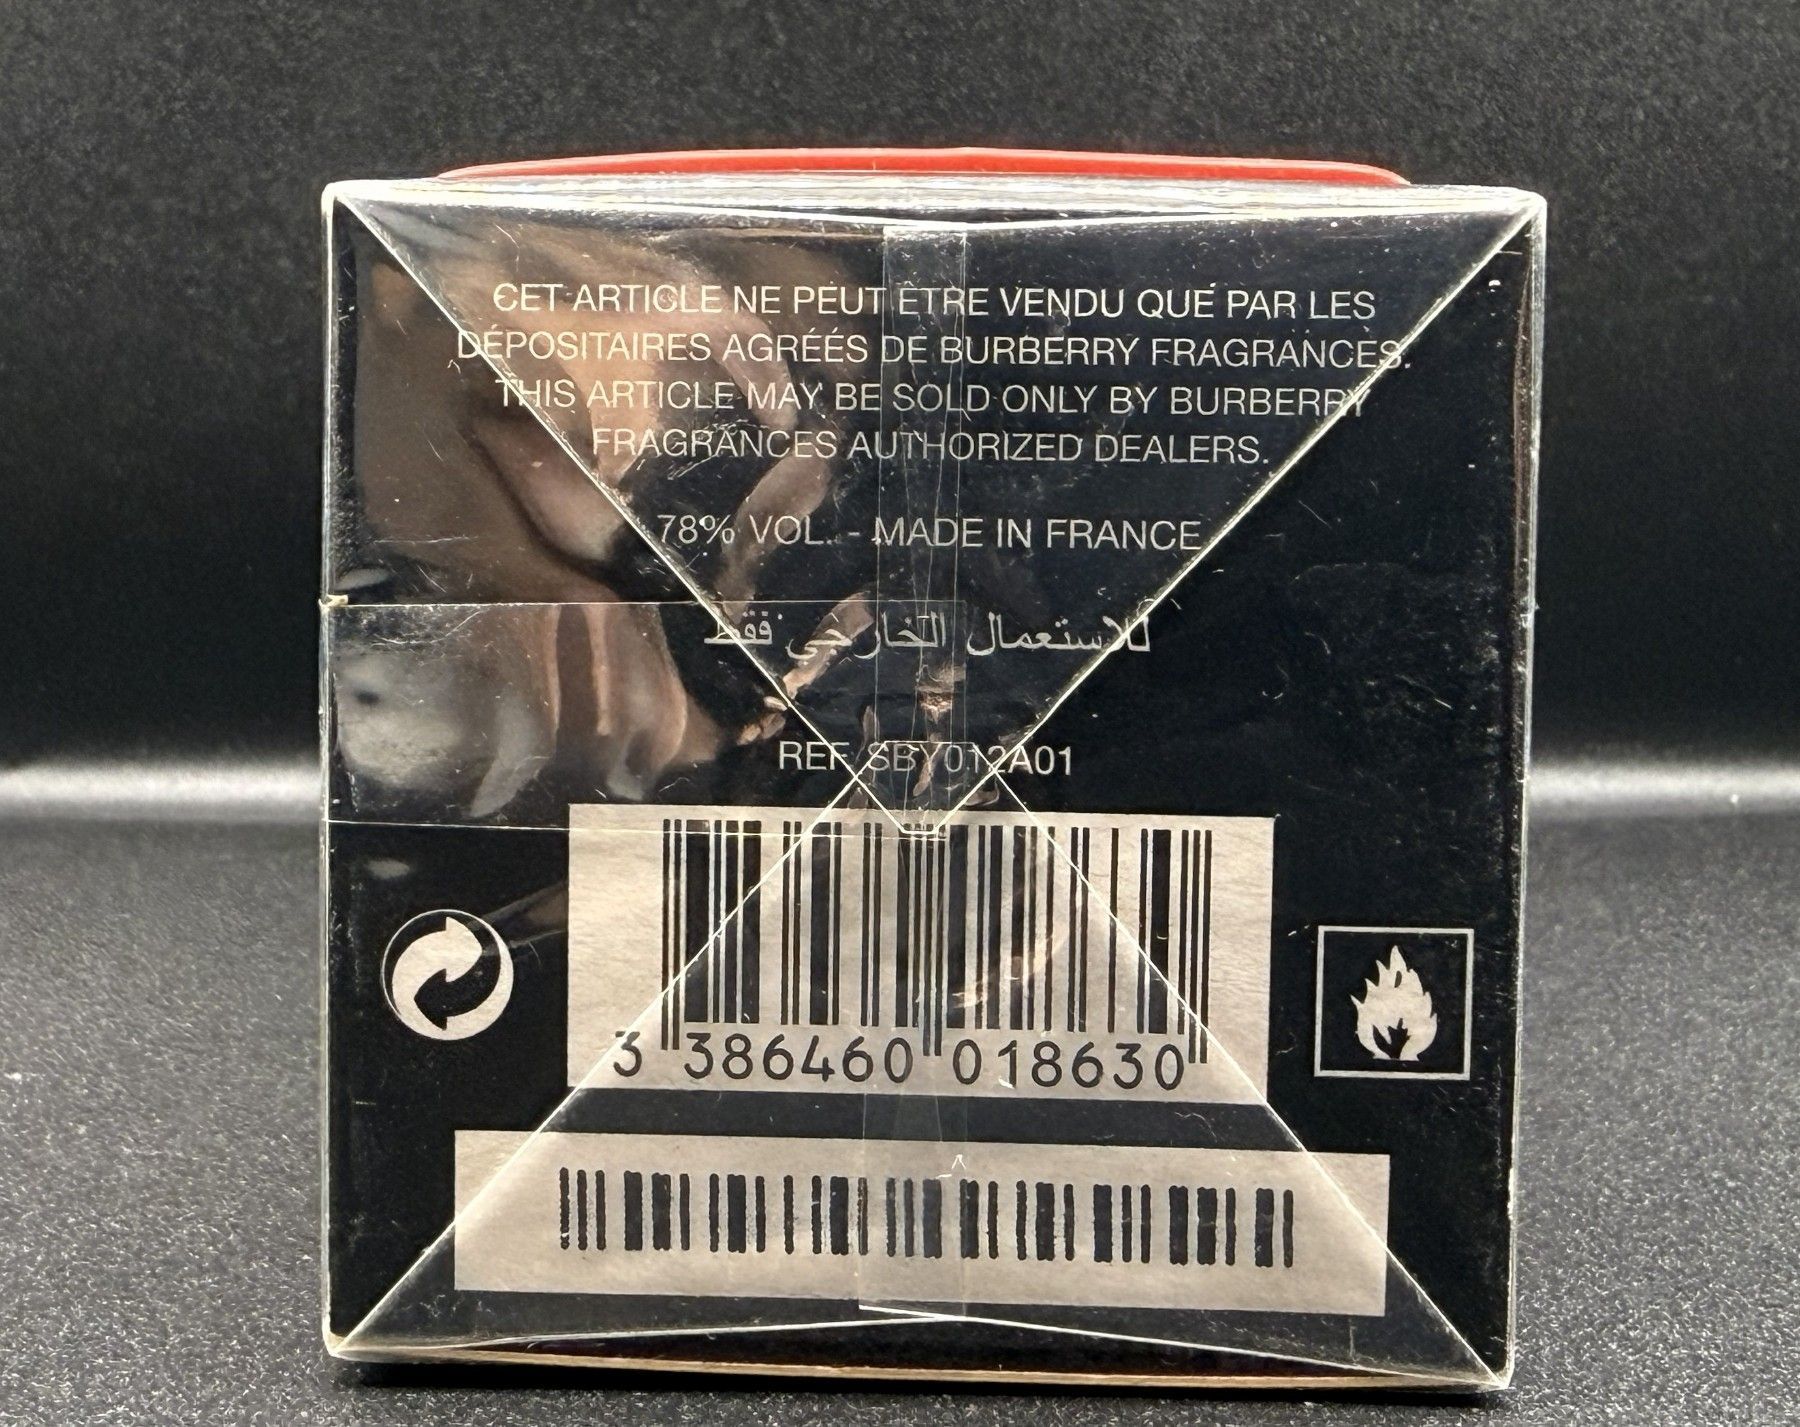 CET ARTICLE NE PEUT ÊTRE VENDU QUE PAR LES
DÉPOSITAIRES AGRÉÉS DE BURBERRY FRAGRANCES.
THIS ARTICLE MAY BE SOLD ONLY BY BURBERRY
FRAGRANCES AUTHORIZED DEALERS.
78% VOL. - MADE IN FRANCE
للاستعمال الخارجي فقط
REF SBY012A01
3 386460 018630